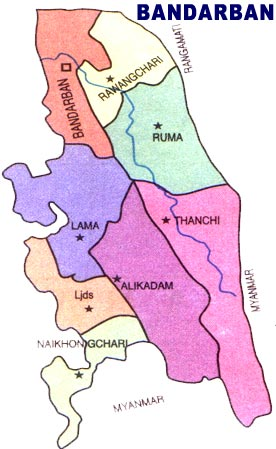 BANDARBAN
RANGAMATI
RAWANGCHARI
BANDARBAN
RUMA
LAMA
THANCHI
ALIKADAM
Ljds
MYANMAR
NAIKHONGCHARI
MYANMAR